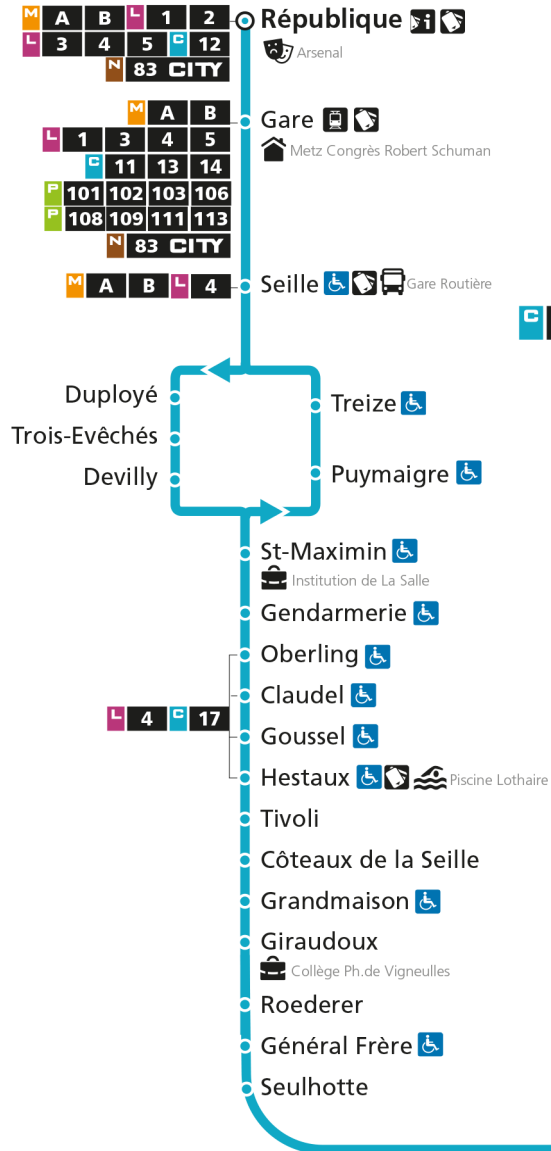 M A B L 1 2
République i
L 3 4 5 C 12
Arsenal
N 83 CITY
M A B
Gare
L 1 3 4 5
Metz Congrès Robert Schuman
C 11 13 14
P 101 102 103 106
P 108 109 111 113
N 83 CITY
M A B L 4
Seille
Gare Routière
C
Duployé
Treize
Trois-Evêchés
Devilly
Puymaigre
St-Maximin
Institution de La Salle
Gendarmerie
Oberling
Claudel
L 4 C 17
Goussel
Hestaux
Piscine Lothaire
Tivoli
Côteaux de la Seille
Grandmaison
Giraudoux
Collège Ph.de Vigneulles
Roederer
Général Frère
Seulhotte